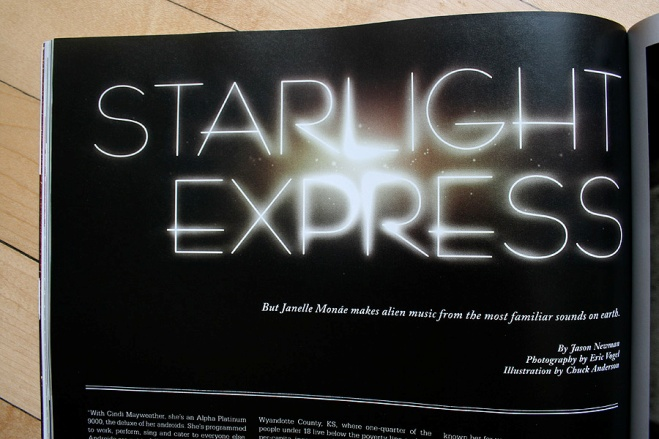 STARLIGHT
EXPRESS
But Janelle Monáe makes alien music from the most familiar sounds on earth.
By Jason Newman
Photography by Eric Vogel
Illustration by Chuck Anderson
"With Cindi Mayweather, she's an Alpha Platinum
9000, the deluxe of her androids. She's programmed
to work, perform, sing and cater to everyone else
Wyandotte County, KS, where one-quarter of the
people under 18 live below the poverty
known her for